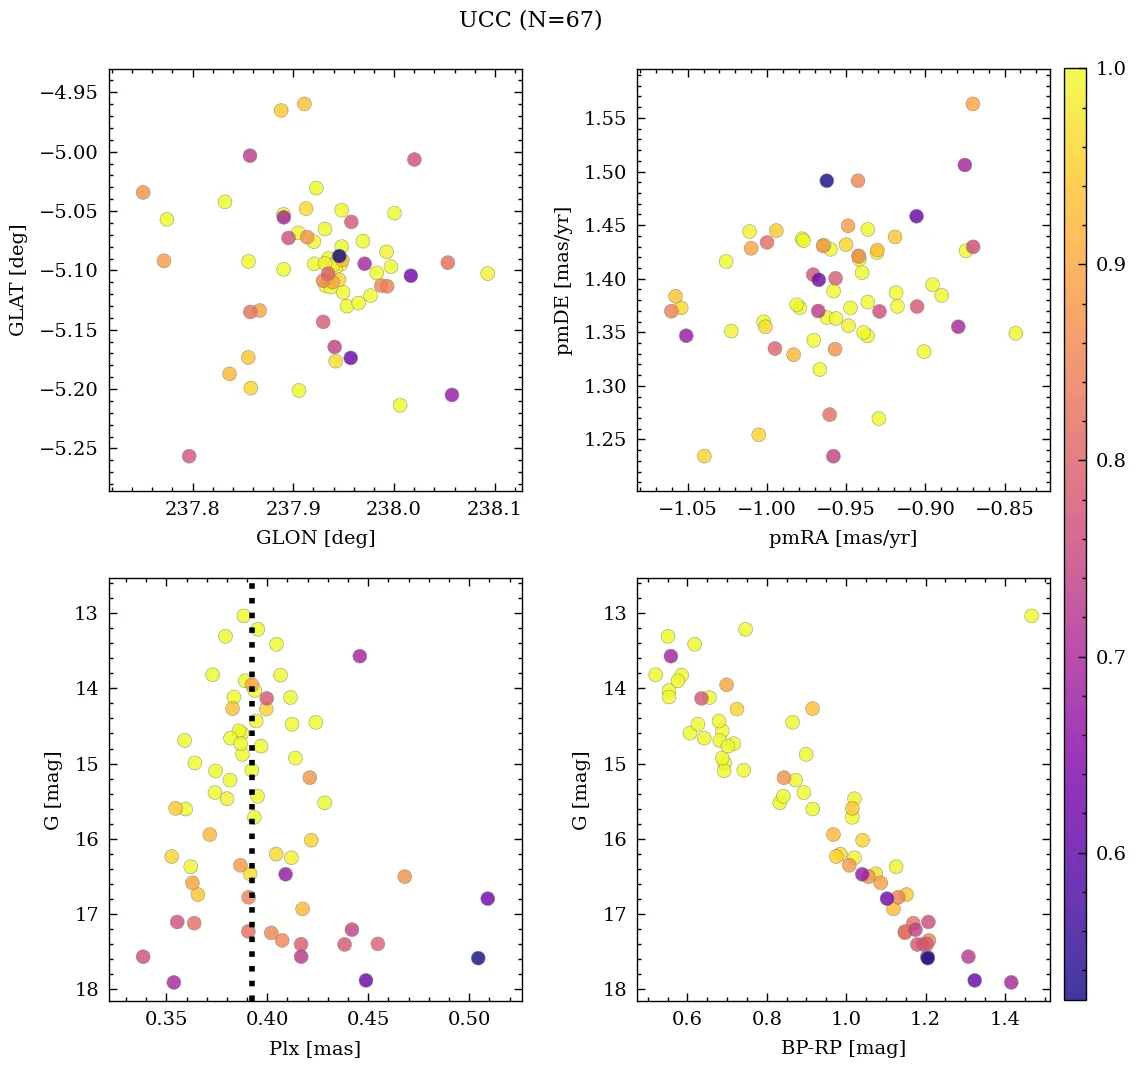 UCC (N=67)
−4.95
−5.00
−5.05
−5.10
−5.15
−5.20
−5.25
GLAT [deg]
237.8 237.9 238.0 238.1
GLON [deg]
1.55
1.50
1.45
1.40
1.35
1.30
1.25
pmDE [mas/yr]
−1.05 −1.00 −0.95 −0.90 −0.85
pmRA [mas/yr]
13
14
15
16
17
18
G [mag]
0.35 0.40 0.45 0.50
Plx [mas]
13
14
15
16
17
18
G [mag]
0.6 0.8 1.0 1.2 1.4
BP-RP [mag]
1.0
0.9
0.8
0.7
0.6